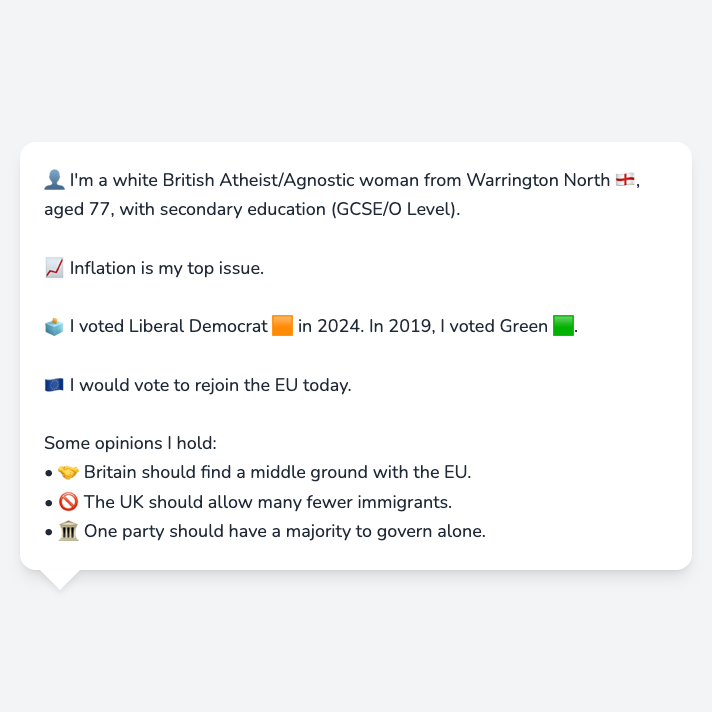 👤 I'm a white British Atheist/Agnostic woman from Warrington North 🏴󠁧󠁢󠁥󠁮󠁧󠁿,
aged 77, with secondary education (GCSE/O Level).
📈 Inflation is my top issue.
🗳️ I voted Liberal Democrat 🟧 in 2024. In 2019, I voted Green 🟩.
🇪🇺 I would vote to rejoin the EU today.
Some opinions I hold:
• 🤝 Britain should find a middle ground with the EU.
• 🚫 The UK should allow many fewer immigrants.
• 🏛️ One party should have a majority to govern alone.